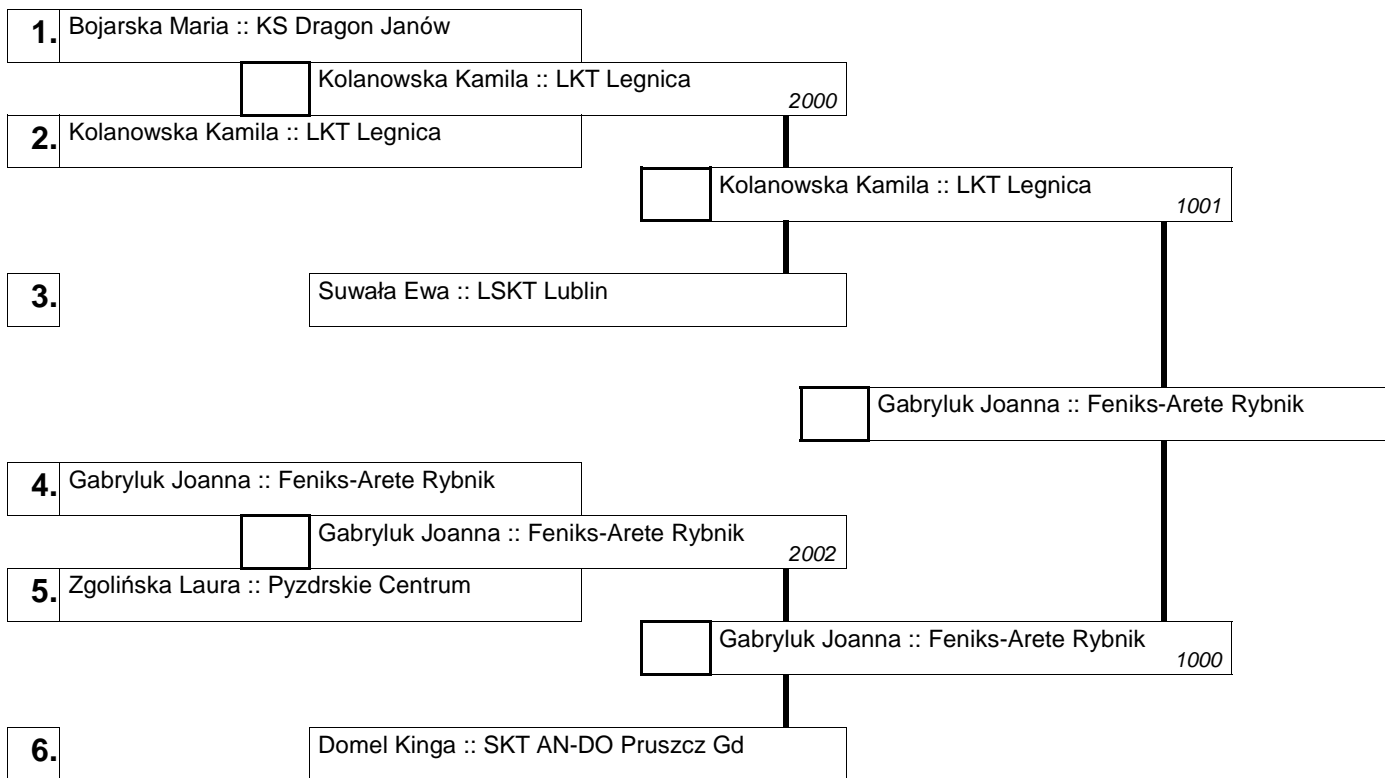 1. Bojarska Maria :: KS Dragon Janów
Kolanowska Kamila :: LKT Legnica
2000
2. Kolanowska Kamila :: LKT Legnica
Kolanowska Kamila :: LKT Legnica
1001
3. Suwała Ewa :: LSKT Lublin
Gabryluk Joanna :: Feniks-Arete Rybnik
4. Gabryluk Joanna :: Feniks-Arete Rybnik
Gabryluk Joanna :: Feniks-Arete Rybnik
2002
5. Zgolińska Laura :: Pyzdrskie Centrum
Gabryluk Joanna :: Feniks-Arete Rybnik
1000
6. Domel Kinga :: SKT AN-DO Pruszcz Gd